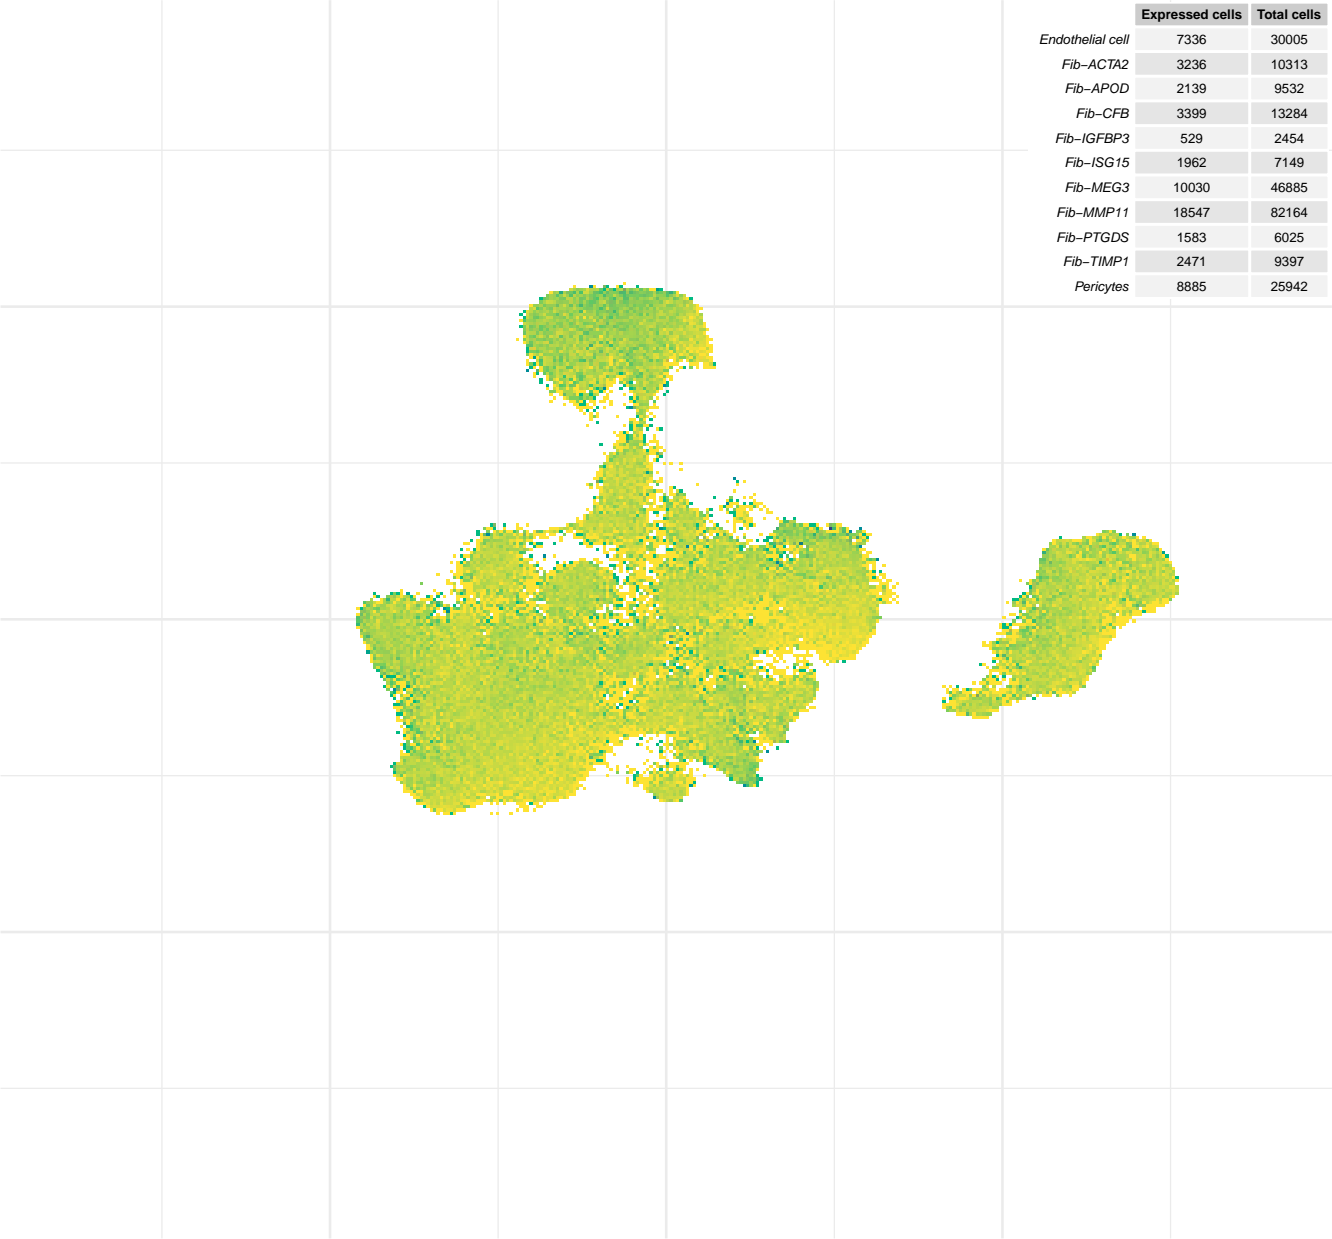 Expressed cells Total cells
Endothelial cell 7336 30005
Fib−ACTA2 3236 10313
Fib−APOD 2139 9532
Fib−CFB 3399 13284
Fib−IGFBP3 529 2454
Fib−ISG15 1962 7149
Fib−MEG3 10030 46885
Fib−MMP11 18547 82164
Fib−PTGDS 1583 6025
Fib−TIMP1 2471 9397
Pericytes 8885 25942